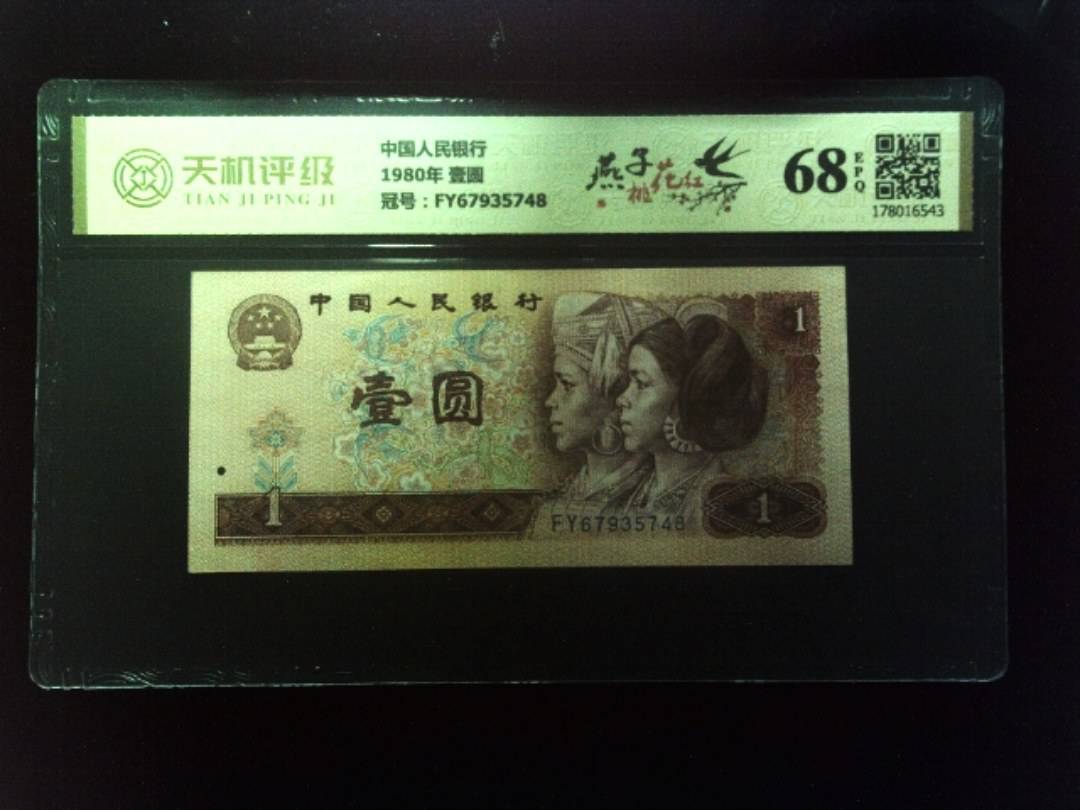 天机评级
TIAN JI PING JI
中国人民银行
1980年 壹圆
冠号：FY67935748
燕子
桃花红
68
EPQ
178016543
中国人民银行
壹圆
1
1
1
FY67935748